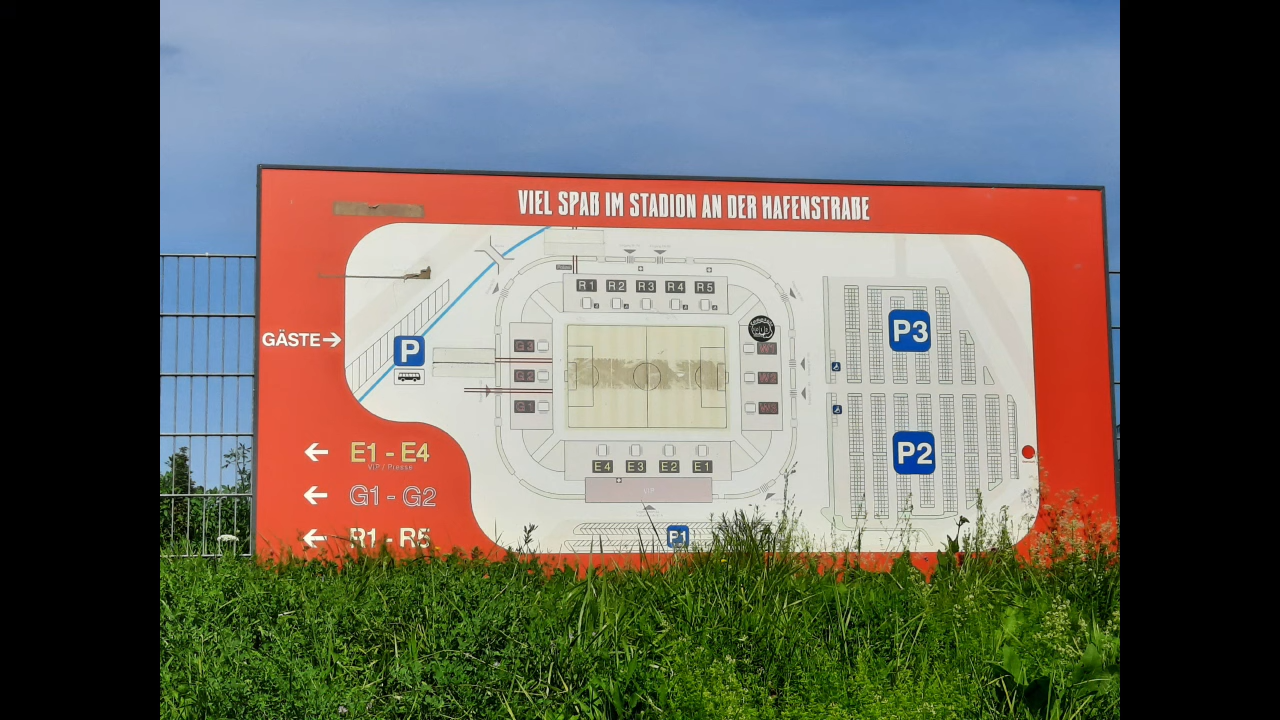 VIEL SPAẞ IM STADION AN DER HAFENSTRAẞE
R1 R2 R3 R4 R5
GÄSTE
P
G3
G2
G1
W1
W2
W3
P3
P2
E4 E3 E2 E1
VIP
P1
E1 - E4
VIP / Presse
G1 - G2
R1 - R5